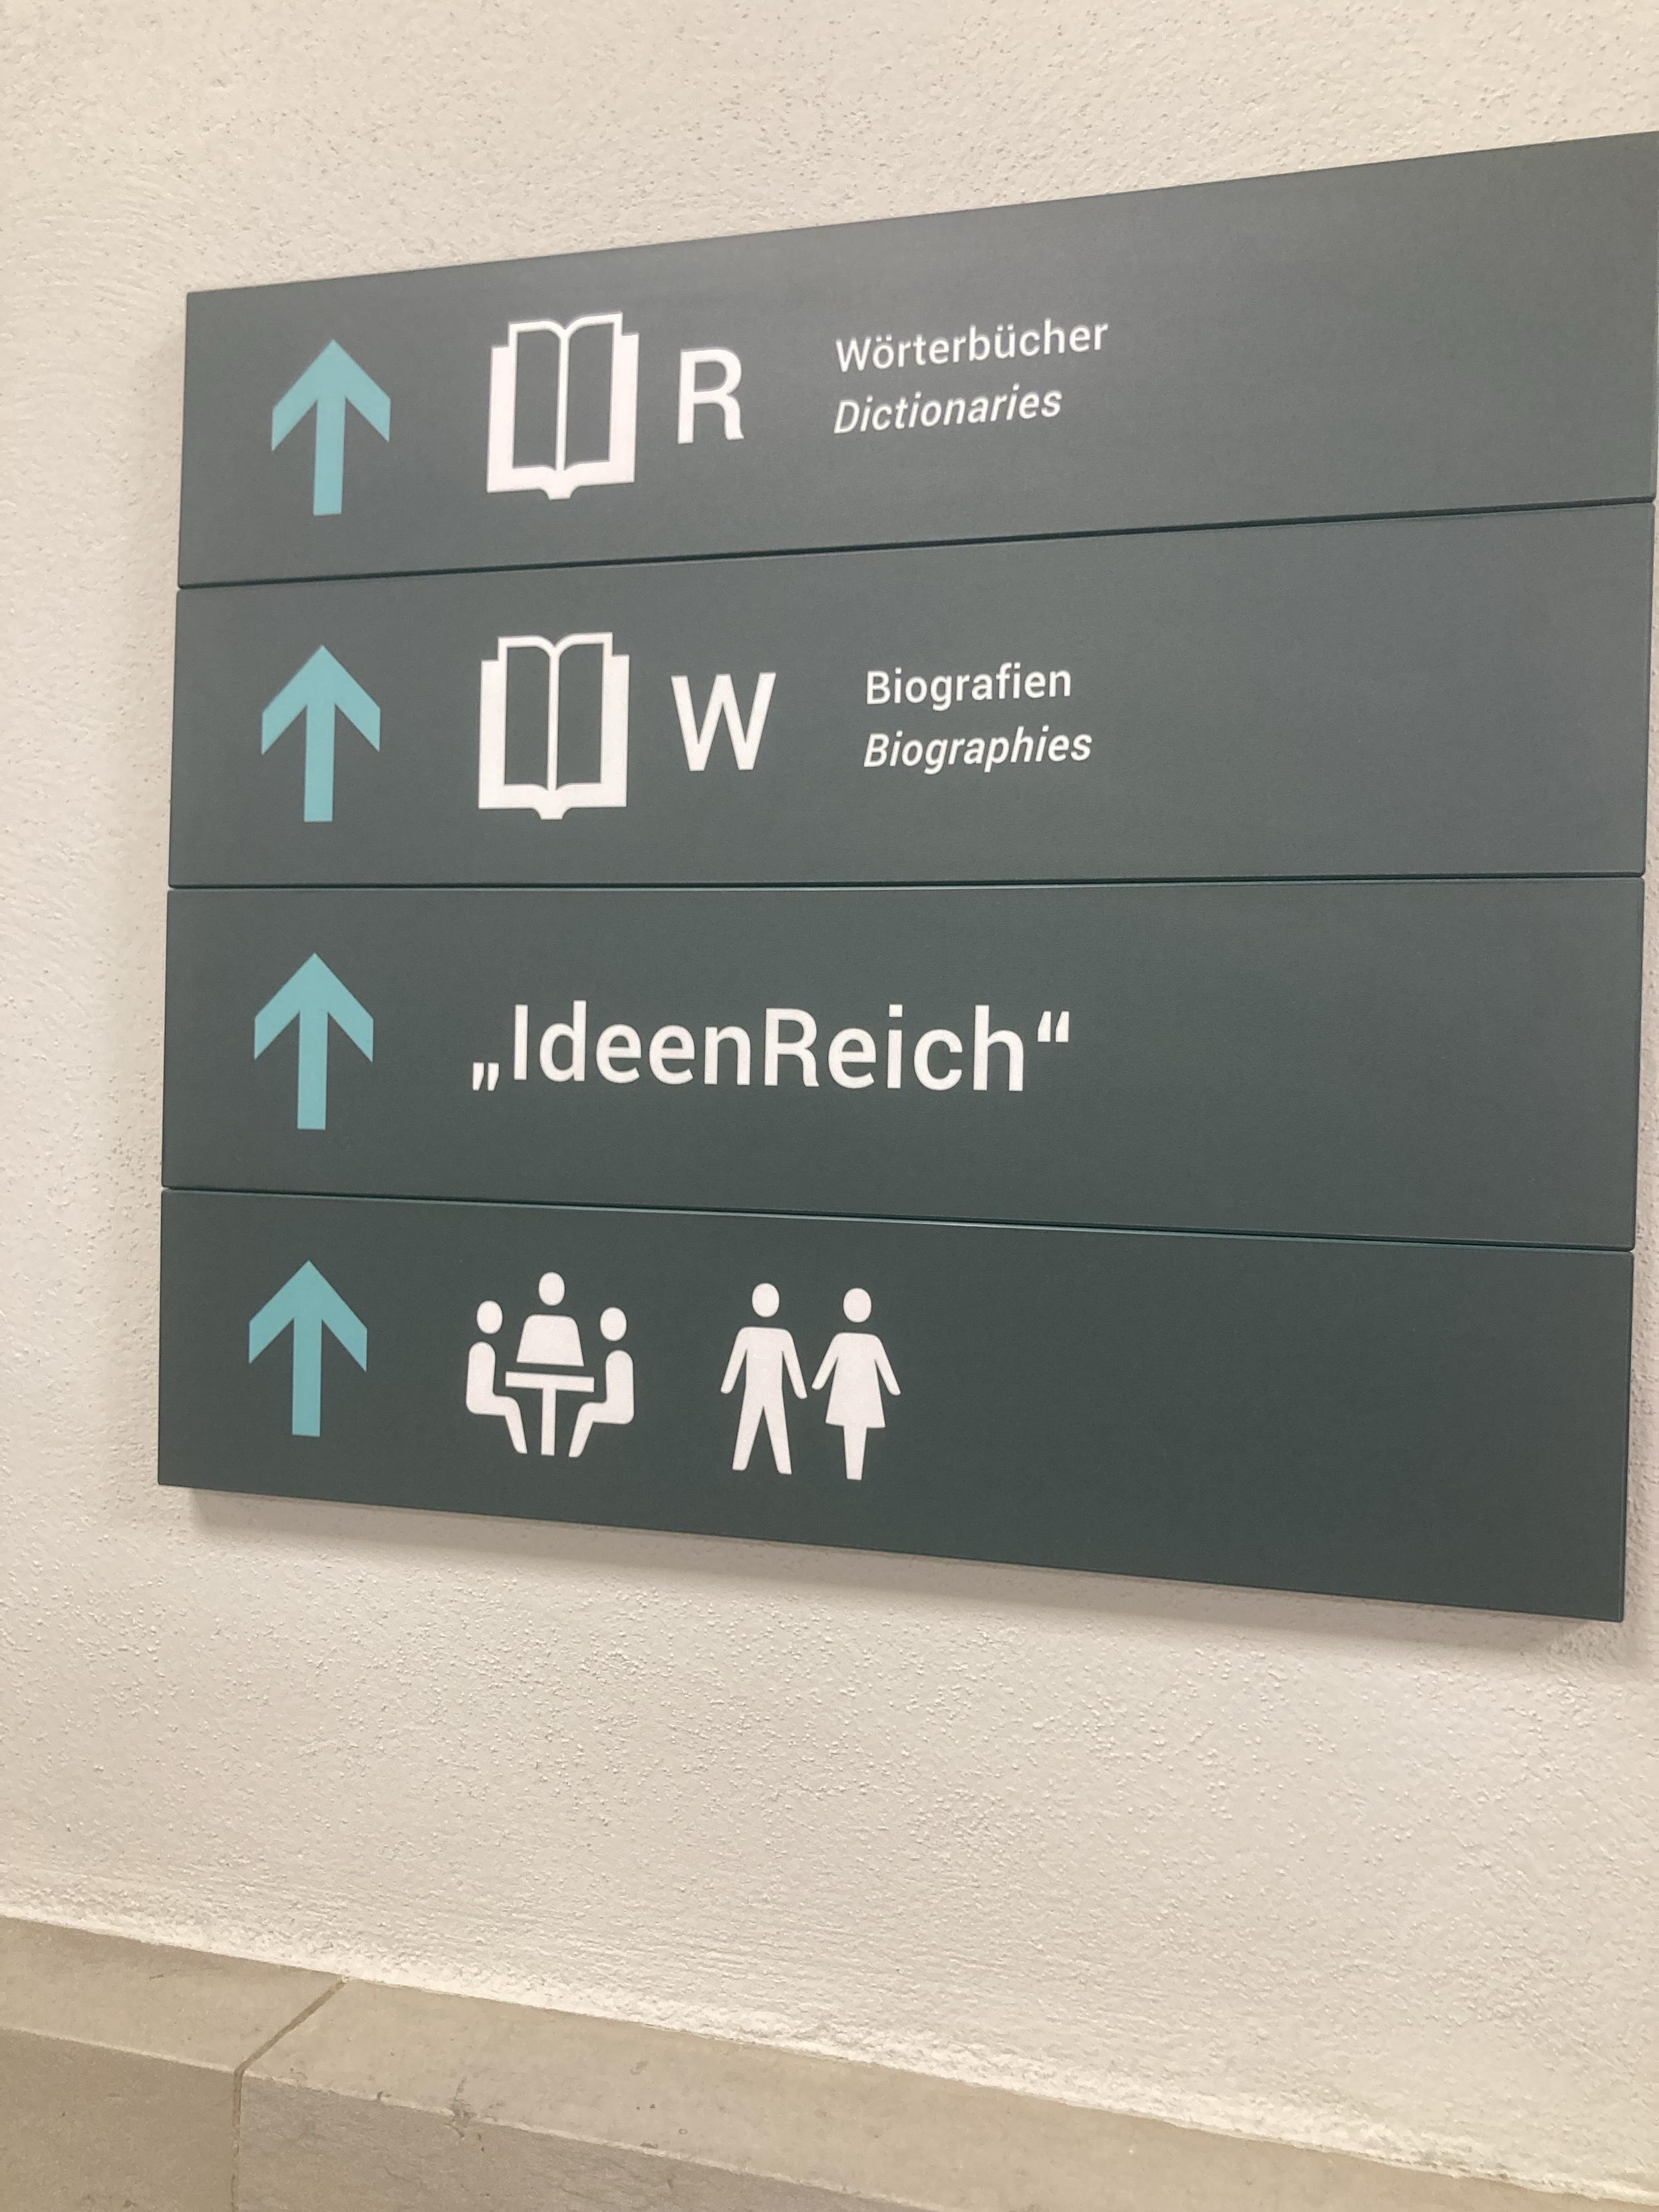 R
Wörterbücher
Dictionaries
W
Biografien
Biographies
„IdeenReich“